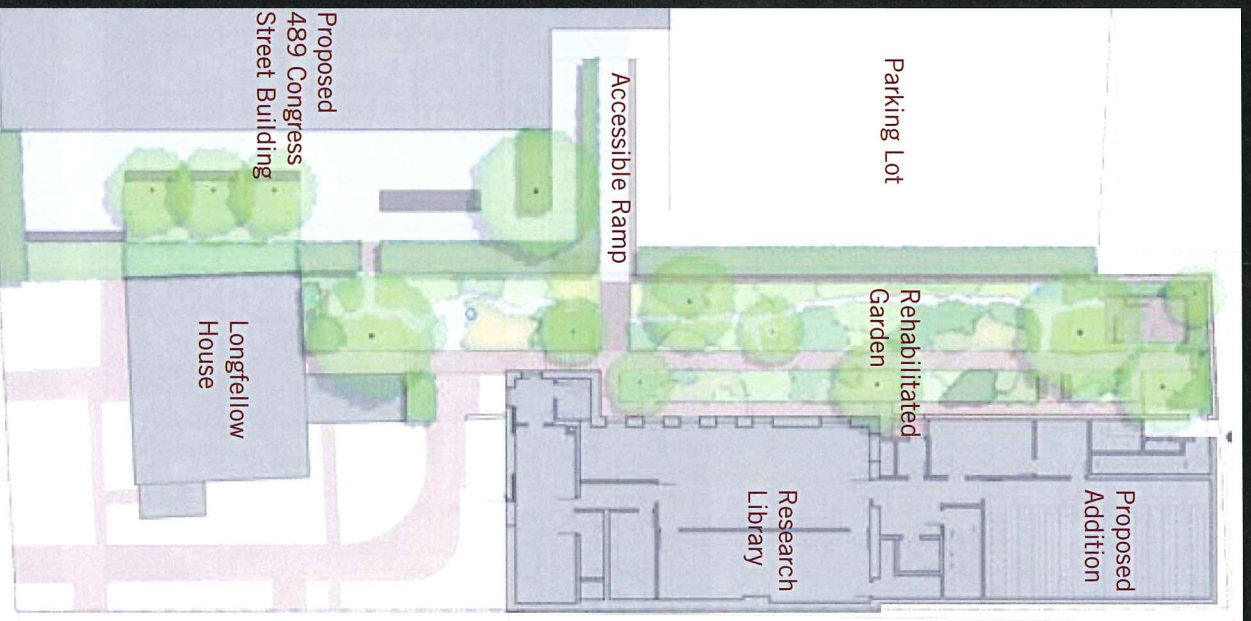 Proposed
489 Congress
Street Building
Accessible Ramp
Parking Lot
Longfellow
House
Rehabilitated
Garden
Research
Library
Proposed
Addition